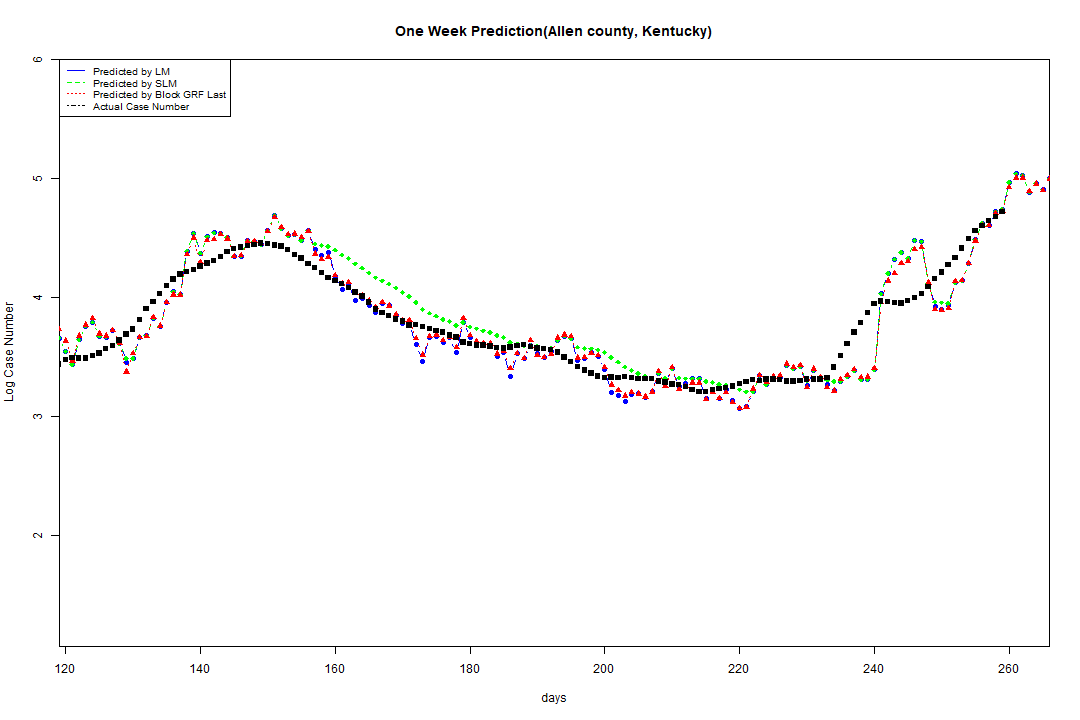 One Week Prediction(Allen county, Kentucky)
Predicted by LM
Predicted by SLM
Predicted by Block GRF Last
Actual Case Number
6
5
4
3
2
Log Case Number
120 140 160 180 200 220 240 260
days